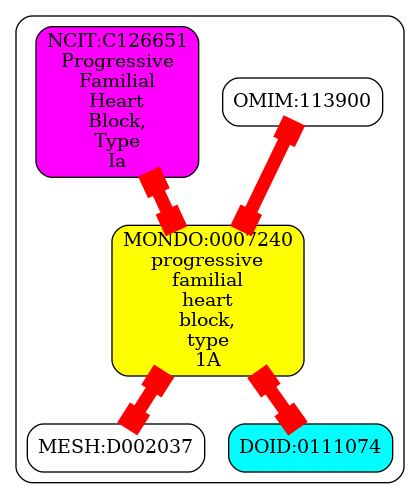 NCIT:C126651
Progressive
Familial
Heart
Block,
Type
Ia
OMIM:113900
MONDO:0007240
progressive
familial
heart
block,
type
1A
MESH:D002037
DOID:0111074